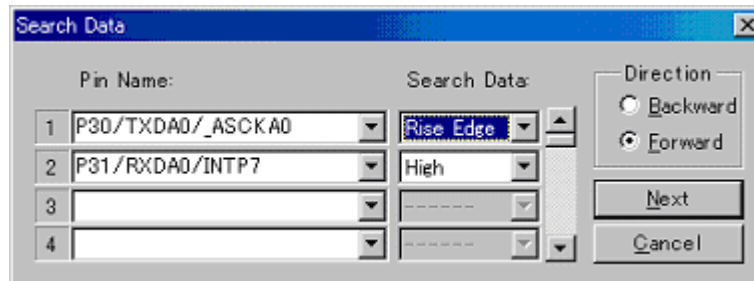 Search Data
Pin Name: Search Data: Direction
Backward
1 P30/TXDA0/_ASCKA0 Rise Edge
Forward
2 P31/RXDA0/INTP7 High
3 ------ Next
4 ------ Cancel